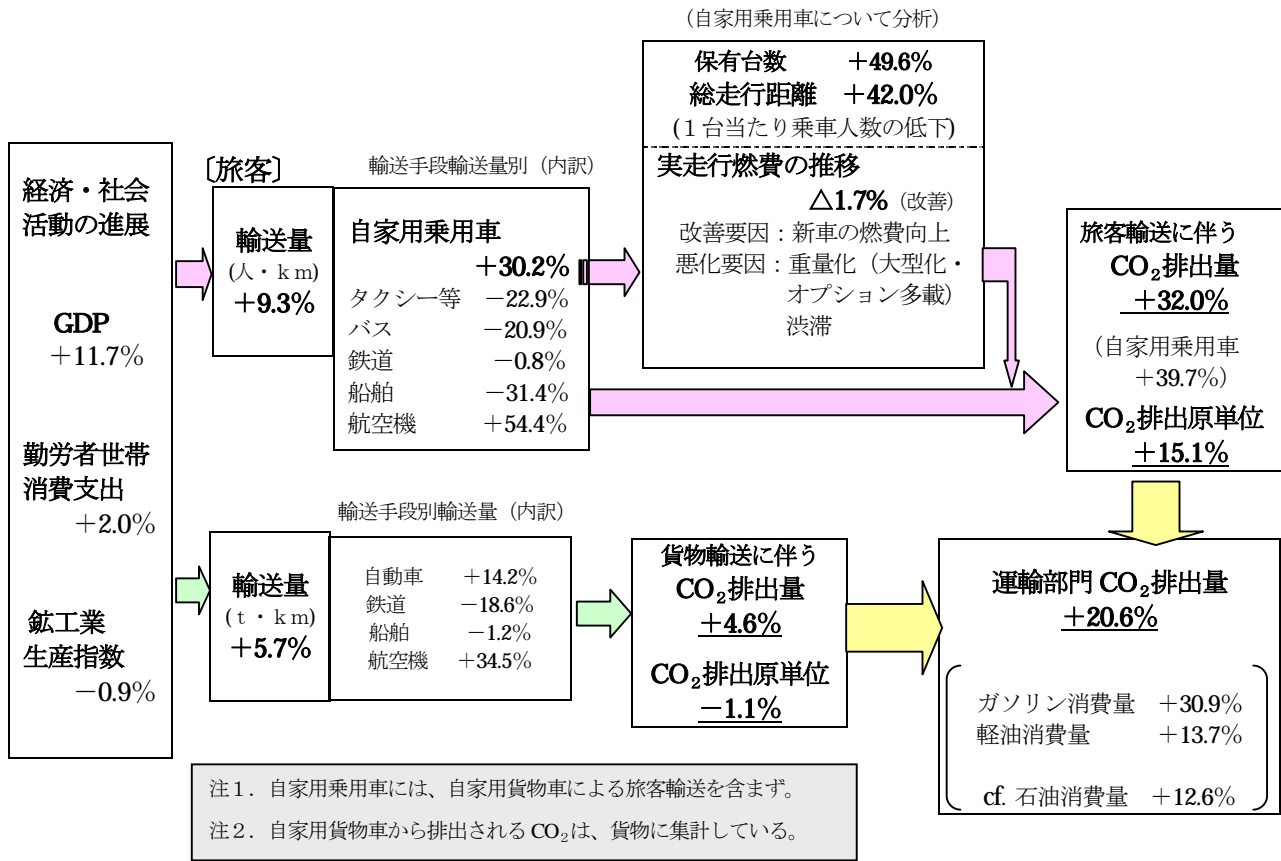 (自家用乗用車について分析)
保有台数 +49.6%
総走行距離 +42.0%
(1台当たり乗車人数の低下)
実走行燃費の推移
△1.7% (改善)
改善要因：新車の燃費向上
悪化要因：重量化（大型化・
オプション多載）
渋滞
経済・社会
活動の進展
GDP
+11.7%
勤労者世帯
消費支出
+2.0%
鉱工業
生産指数
−0.9%
〔旅客〕
輸送手段輸送量別（内訳）
輸送量
(人・km)
+9.3%
自家用乗用車
+30.2%
タクシー等 −22.9%
バス −20.9%
鉄道 −0.8%
船舶 −31.4%
航空機 +54.4%
旅客輸送に伴う
CO₂排出量
+32.0%
(自家用乗用車
+39.7%)
CO₂排出原単位
+15.1%
輸送手段別輸送量（内訳）
輸送量
(t・km)
+5.7%
自動車 +14.2%
鉄道 −18.6%
船舶 −1.2%
航空機 +34.5%
貨物輸送に伴う
CO₂排出量
+4.6%
CO₂排出原単位
−1.1%
運輸部門CO₂排出量
+20.6%
ガソリン消費量 +30.9%
軽油消費量 +13.7%
cf. 石油消費量 +12.6%
注1．自家用乗用車には、自家用貨物車による旅客輸送を含まず。
注2．自家用貨物車から排出されるCO₂は、貨物に集計している。